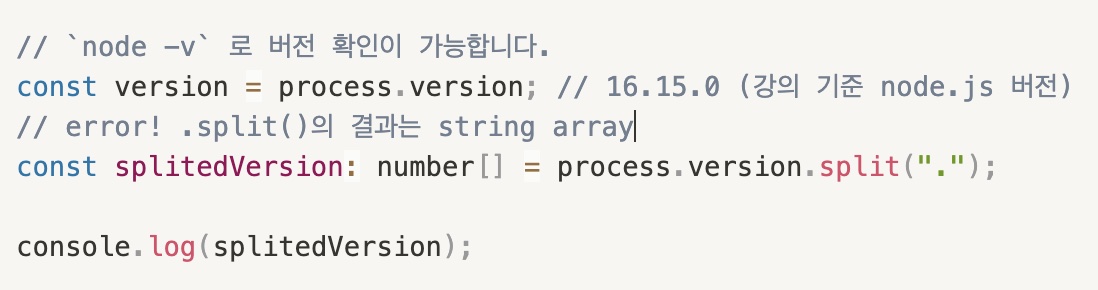 // `node -v` 로 버전 확인이 가능합니다.
const version = process.version; // 16.15.0 (강의 기준 node.js 버전)
// error! .split()의 결과는 string array
const splitedVersion: number[] = process.version.split(".");
console.log(splitedVersion);